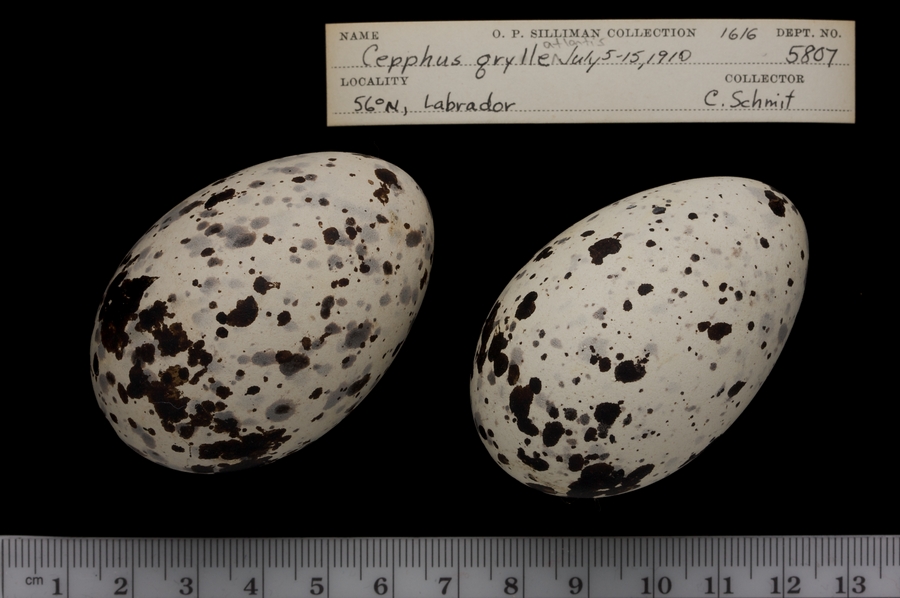 NAME O. P. SILLIMAN COLLECTION 1616 DEPT. NO.
atlantis
Cepphus grylle July 5-15, 1910 5807
LOCALITY COLLECTOR
56° N, Labrador C. Schmit
cm 1 2 3 4 5 6 7 8 9 10 11 12 13